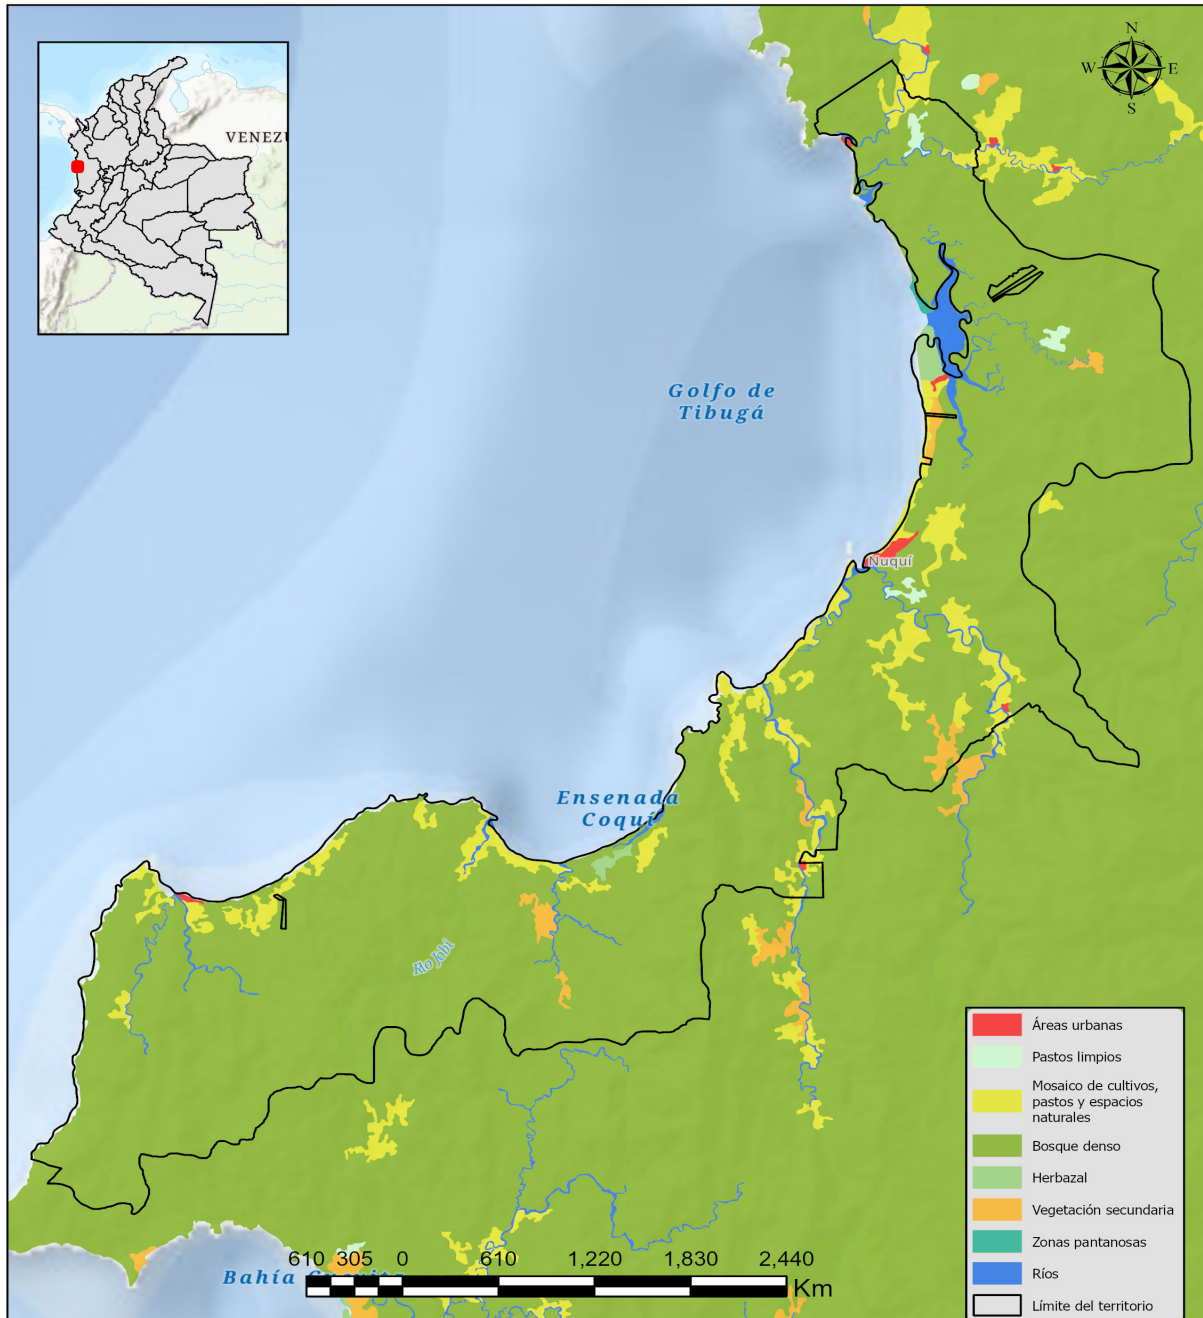 N
W E
S
VENEZU
Golfo de
Tibugá
Nuquí
Ensenada
Coquí
Río Jobi
Áreas urbanas
Pastos limpios
Mosaico de cultivos,
pastos y espacios
naturales
Bosque denso
Herbazal
Vegetación secundaria
Zonas pantanosas
Ríos
Límite del territorio
610 305 0 610 1,220 1,830 2,440
Km
Bahía